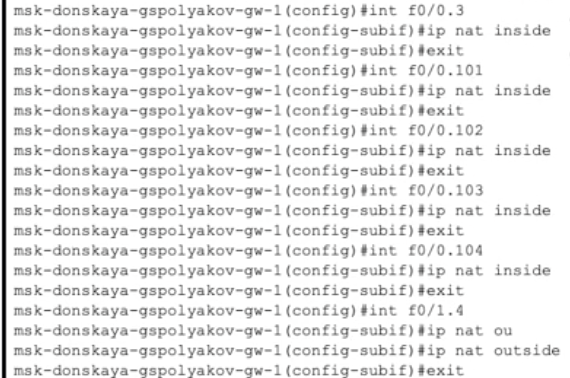 msk-donskaya-gspolyakov-gw-1(config)#int f0/0.3
msk-donskaya-gspolyakov-gw-1(config-subif)#ip nat inside
msk-donskaya-gspolyakov-gw-1(config-subif)#exit
msk-donskaya-gspolyakov-gw-1(config)#int f0/0.101
msk-donskaya-gspolyakov-gw-1(config-subif)#ip nat inside
msk-donskaya-gspolyakov-gw-1(config-subif)#exit
msk-donskaya-gspolyakov-gw-1(config)#int f0/0.102
msk-donskaya-gspolyakov-gw-1(config-subif)#ip nat inside
msk-donskaya-gspolyakov-gw-1(config-subif)#exit
msk-donskaya-gspolyakov-gw-1(config)#int f0/0.103
msk-donskaya-gspolyakov-gw-1(config-subif)#ip nat inside
msk-donskaya-gspolyakov-gw-1(config-subif)#exit
msk-donskaya-gspolyakov-gw-1(config)#int f0/0.104
msk-donskaya-gspolyakov-gw-1(config-subif)#ip nat inside
msk-donskaya-gspolyakov-gw-1(config-subif)#exit
msk-donskaya-gspolyakov-gw-1(config)#int f0/1.4
msk-donskaya-gspolyakov-gw-1(config-subif)#ip nat ou
msk-donskaya-gspolyakov-gw-1(config-subif)#ip nat outside
msk-donskaya-gspolyakov-gw-1(config-subif)#exit